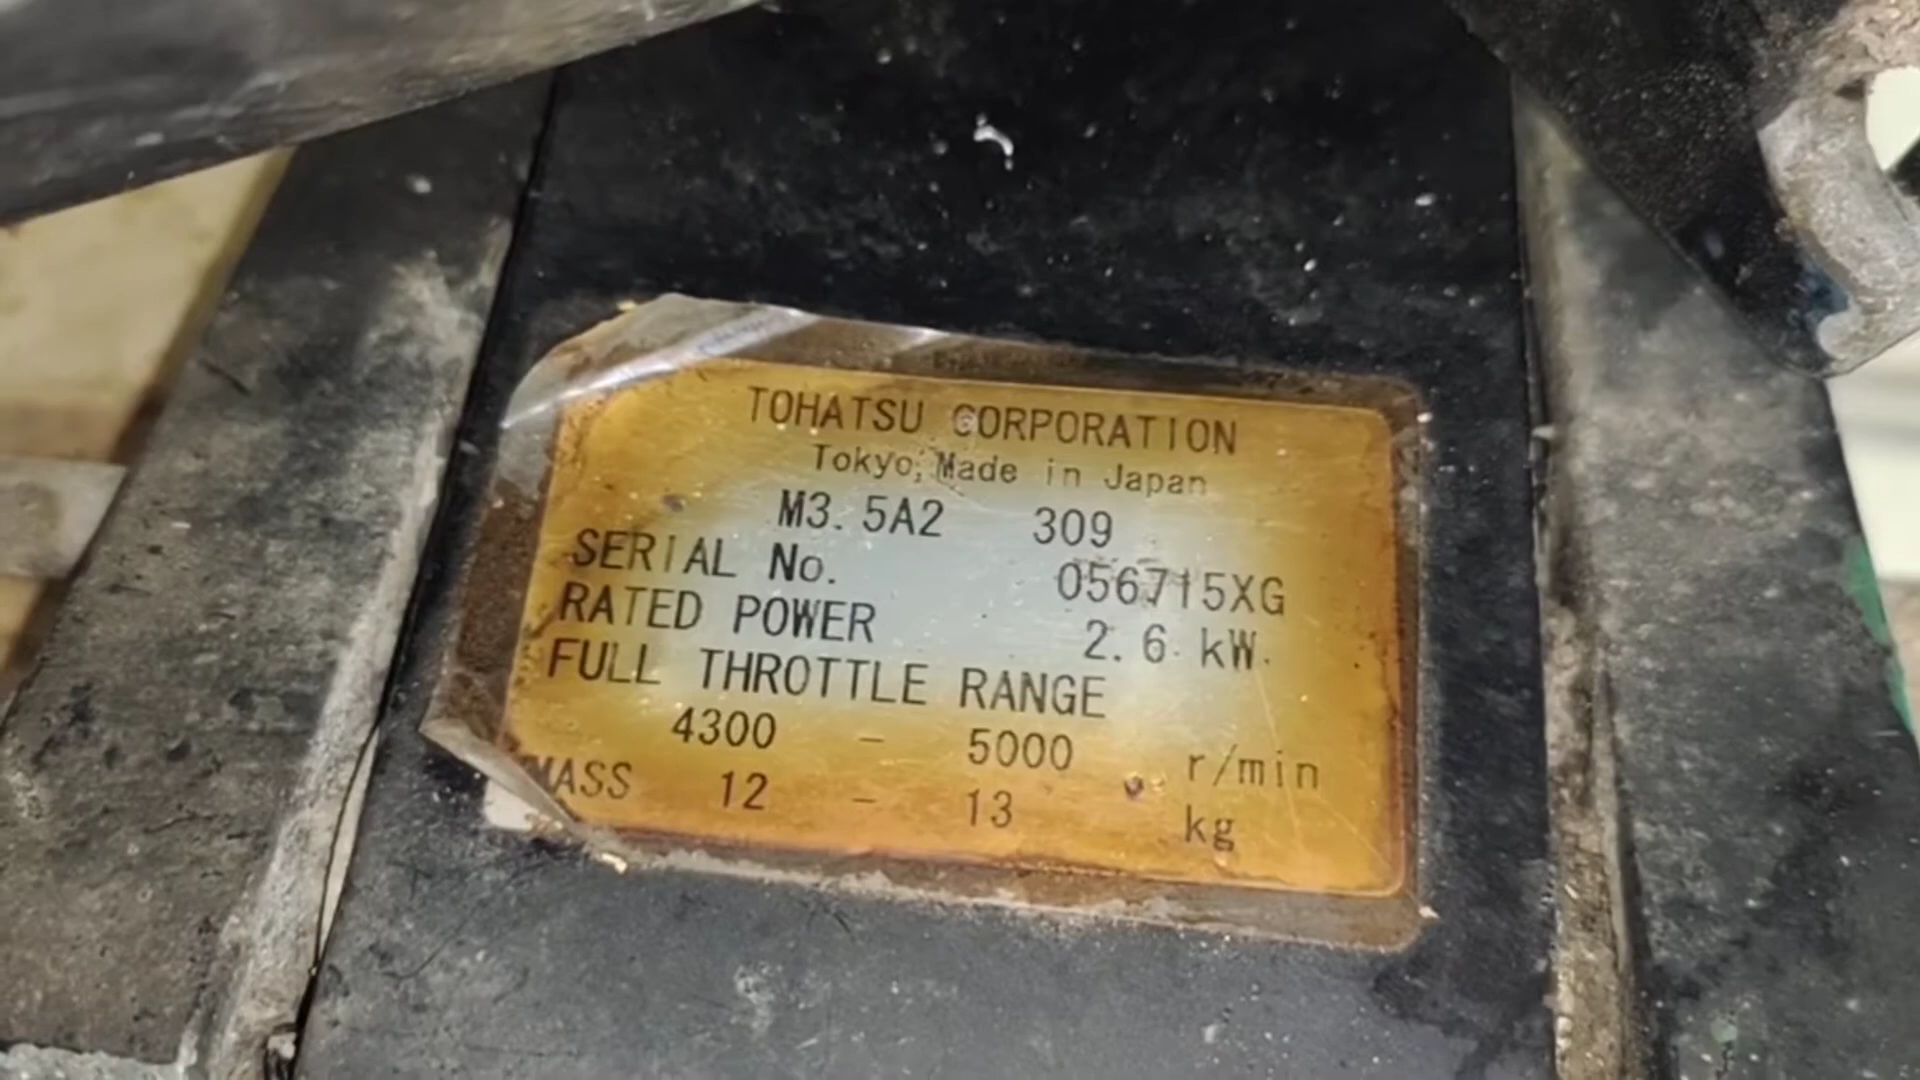 TOHATSU CORPORATION
Tokyo, Made in Japan
M3.5A2 309
SERIAL No. 056715XG
RATED POWER 2.6 kW
FULL THROTTLE RANGE
4300 - 5000 r/min
MASS 12 - 13 kg